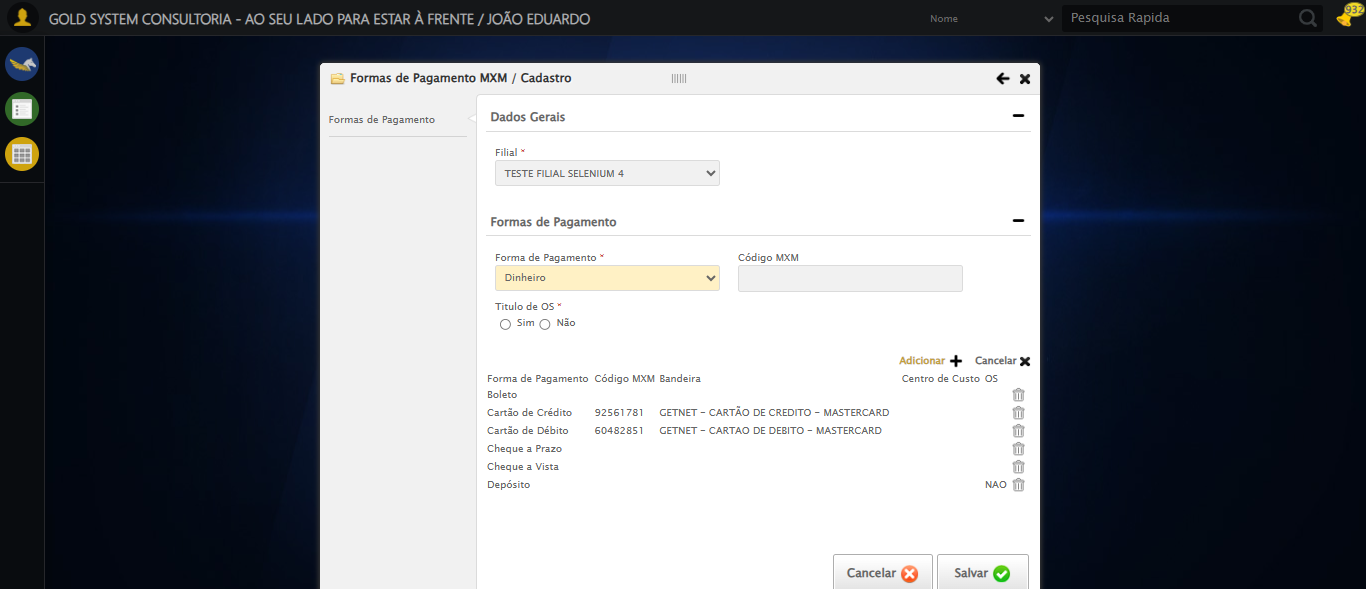 GOLD SYSTEM CONSULTORIA - AO SEU LADO PARA ESTAR À FRENTE / JOÃO EDUARDO
Nome
Pesquisa Rapida
932
Formas de Pagamento MXM / Cadastro
Formas de Pagamento
Dados Gerais
Filial *
TESTE FILIAL SELENIUM 4
Formas de Pagamento
Forma de Pagamento * Código MXM
Dinheiro
Titulo de OS *
Sim Não
Adicionar Cancelar
Forma de Pagamento Código MXM Bandeira Centro de Custo OS
Boleto
Cartão de Crédito 92561781 GETNET - CARTÃO DE CREDITO - MASTERCARD
Cartão de Débito 60482851 GETNET - CARTAO DE DEBITO - MASTERCARD
Cheque a Prazo
Cheque a Vista
Depósito NAO
Cancelar Salvar